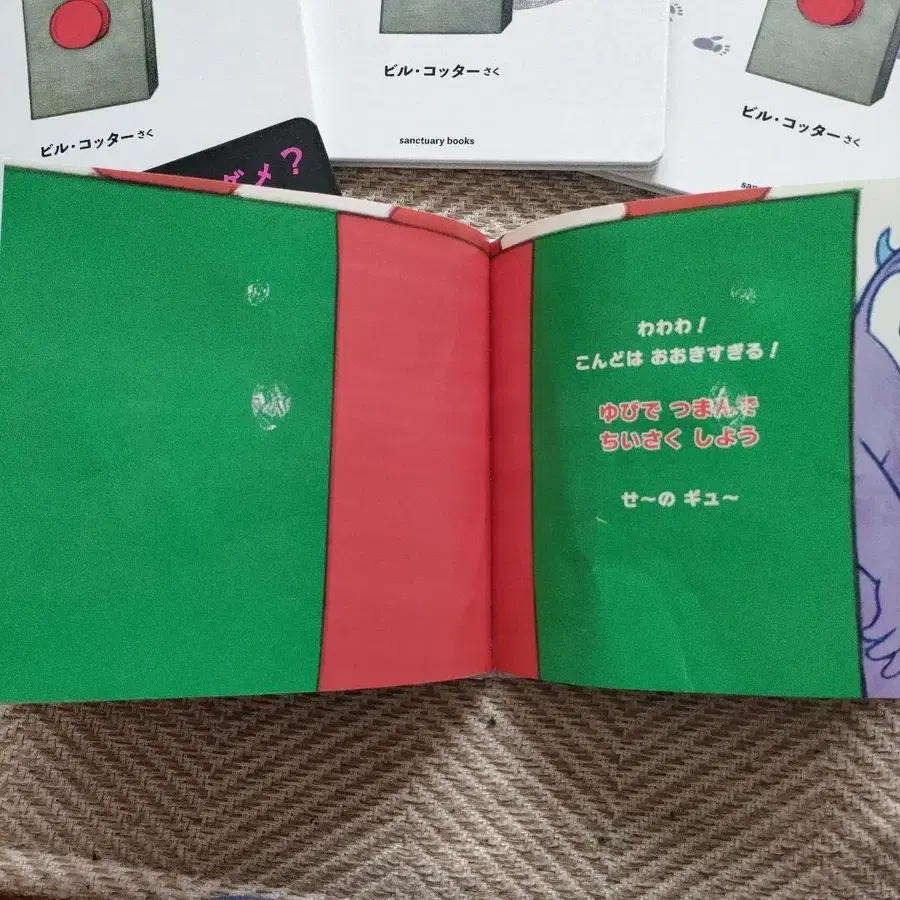 ビル・コッター さく
ビル・コッター さく
sanctuary books
ビル・コッター さく
san
ダメ?
わわわ!
こんどは おおきすぎる!
ゆびで つまんで
ちいさく しよう
せ〜の ギュ〜